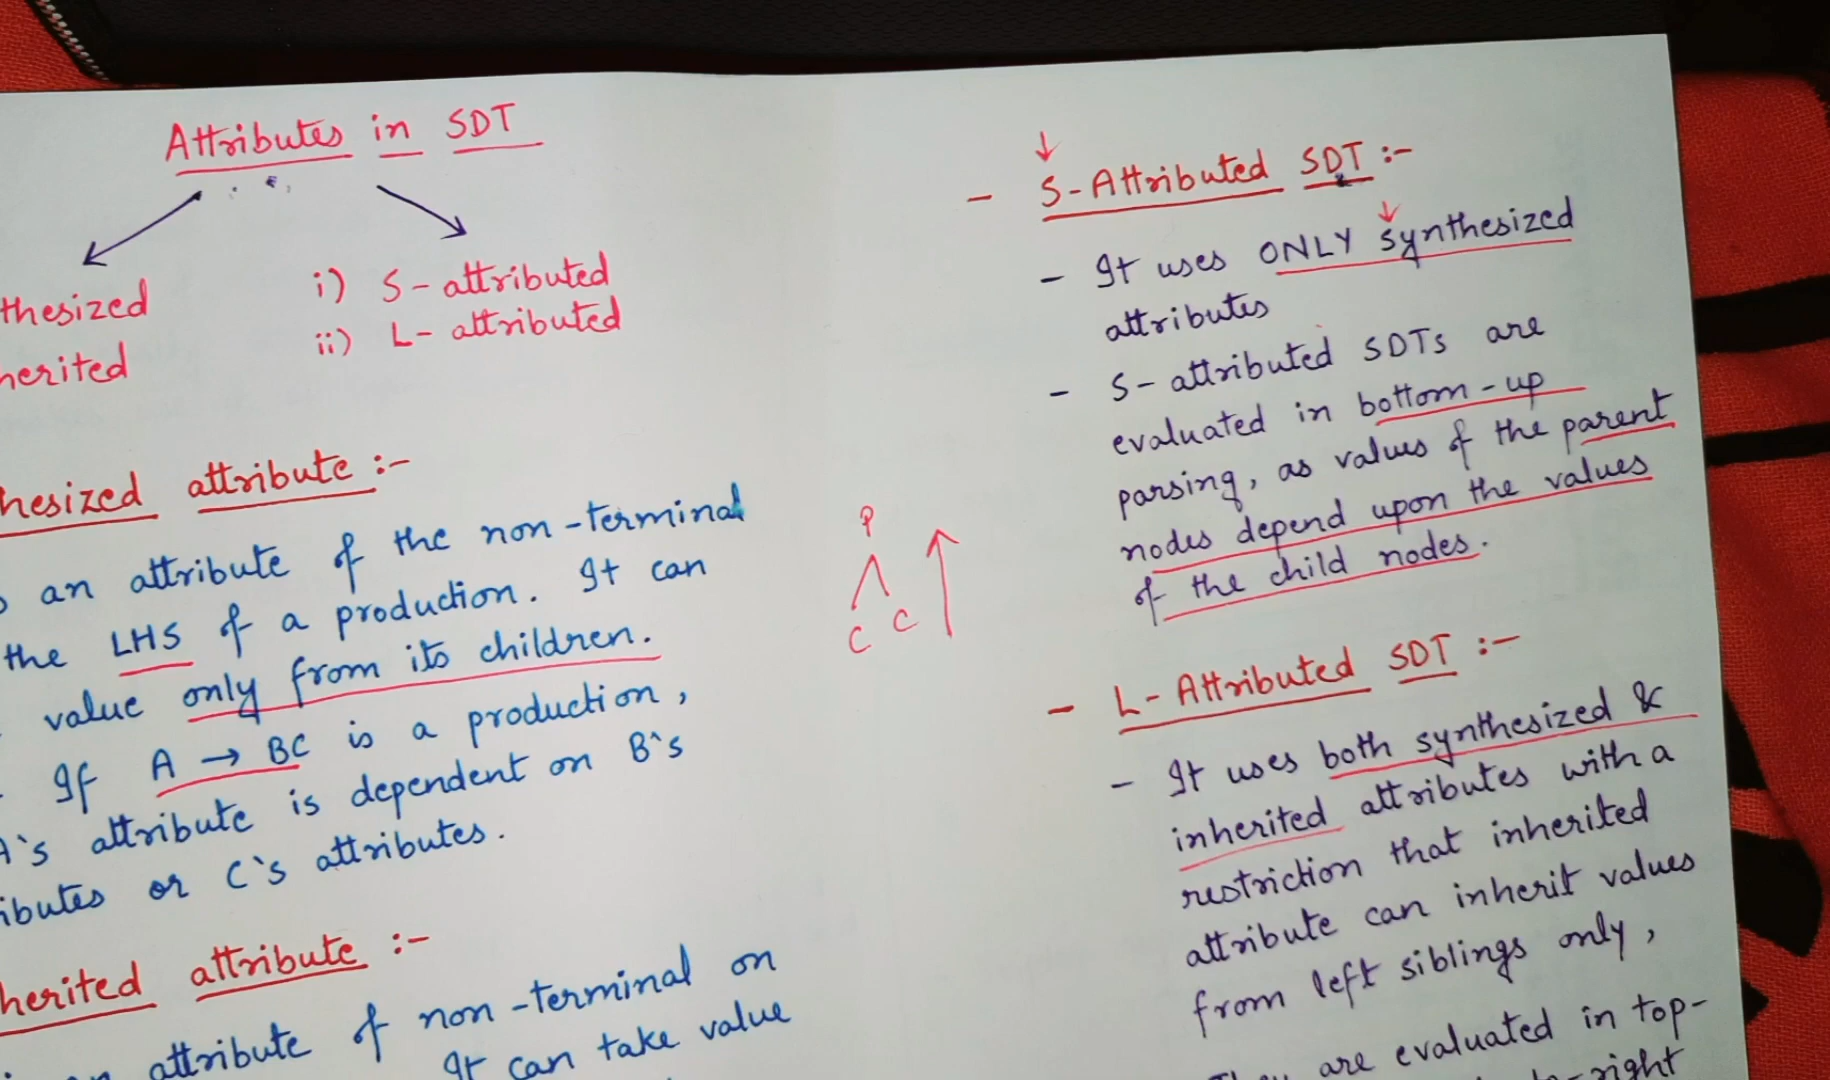 Attributes in SDT
thesized
herited
i) S-attributed
ii) L-attributed
hesized attribute :-
an attribute of the non-terminal
the LHS of a production. It can
value only from its children.
If A → BC is a production,
A's attribute is dependent on B's
ibutes or C's attributes.
herited attribute :-
attribute of non-terminal on
It can take value
P
C C
- S-Attributed SDT :-
- It uses ONLY synthesized
attributes
- S-attributed SDTs are
evaluated in bottom-up
parsing, as values of the parent
nodes depend upon the values
of the child nodes.
- L-Attributed SDT :-
- It uses both synthesized &
inherited attributes with a
restriction that inherited
attribute can inherit values
from left siblings only,
are evaluated in top-
-right